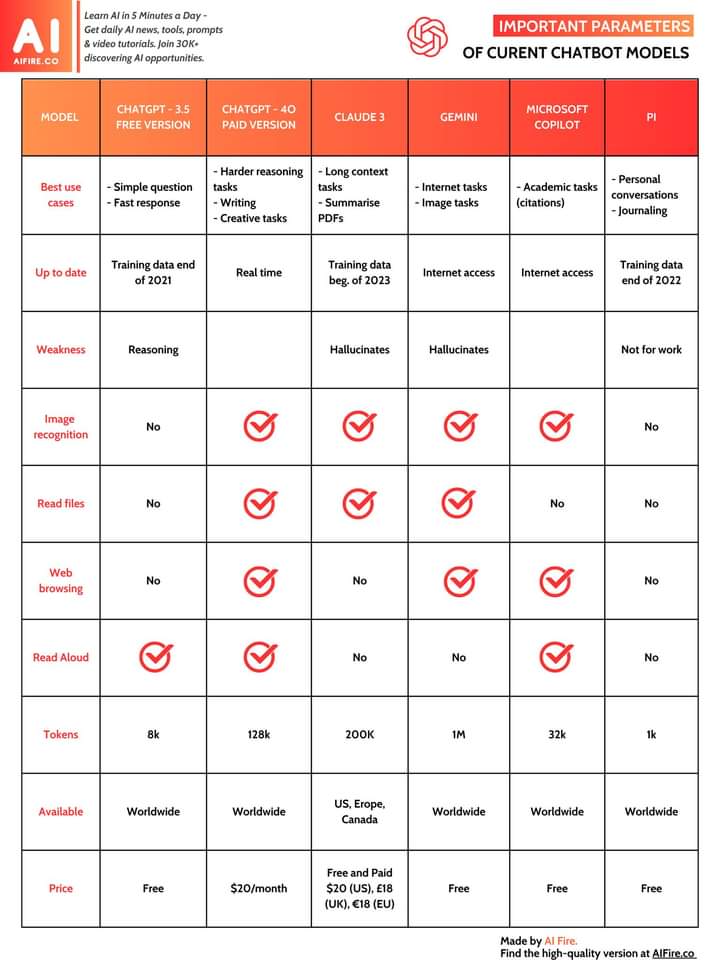 AI
AIFIRE.CO
Learn AI in 5 Minutes a Day -
Get daily AI news, tools, prompts
& video tutorials. Join 30K+
discovering AI opportunities.
IMPORTANT PARAMETERS
OF CURENT CHATBOT MODELS
MODEL
CHATGPT - 3.5
FREE VERSION
CHATGPT - 4O
PAID VERSION
CLAUDE 3
GEMINI
MICROSOFT
COPILOT
PI
Best use
cases
- Simple question
- Fast response
- Harder reasoning
tasks
- Writing
- Creative tasks
- Long context
tasks
- Summarise
PDFs
- Internet tasks
- Image tasks
- Academic tasks
(citations)
- Personal
conversations
- Journaling
Up to date
Training data end
of 2021
Real time
Training data
beg. of 2023
Internet access
Internet access
Training data
end of 2022
Weakness
Reasoning
Hallucinates
Hallucinates
Not for work
Image
recognition
No
No
Read files
No
No
No
Web
browsing
No
No
No
Read Aloud
No
No
No
Tokens
8k
128k
200K
1M
32k
1k
Available
Worldwide
Worldwide
US, Erope,
Canada
Worldwide
Worldwide
Worldwide
Price
Free
$20/month
Free and Paid
$20 (US), £18
(UK), €18 (EU)
Free
Free
Free
Made by AI Fire.
Find the high-quality version at AIFire.co